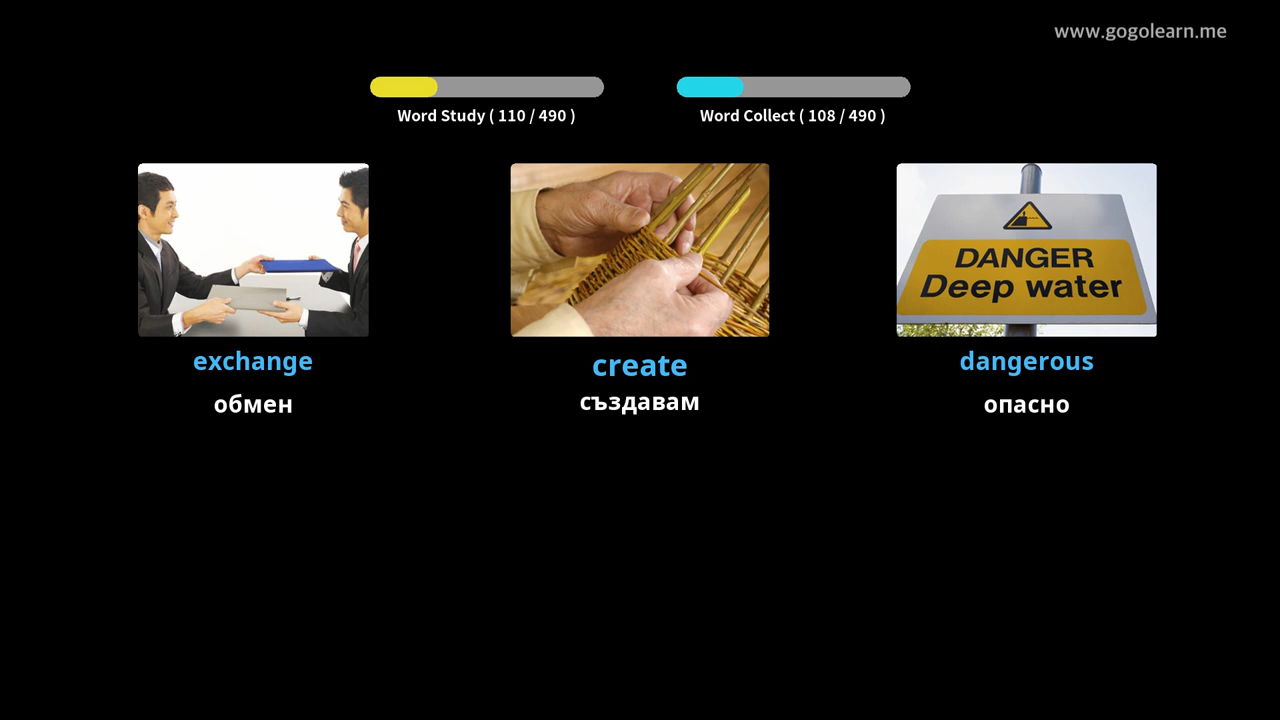 www.gogolearn.me
Word Study ( 110 / 490 )
Word Collect ( 108 / 490 )
DANGER
Deep water
exchange
create
dangerous
обмен
създавам
опасно